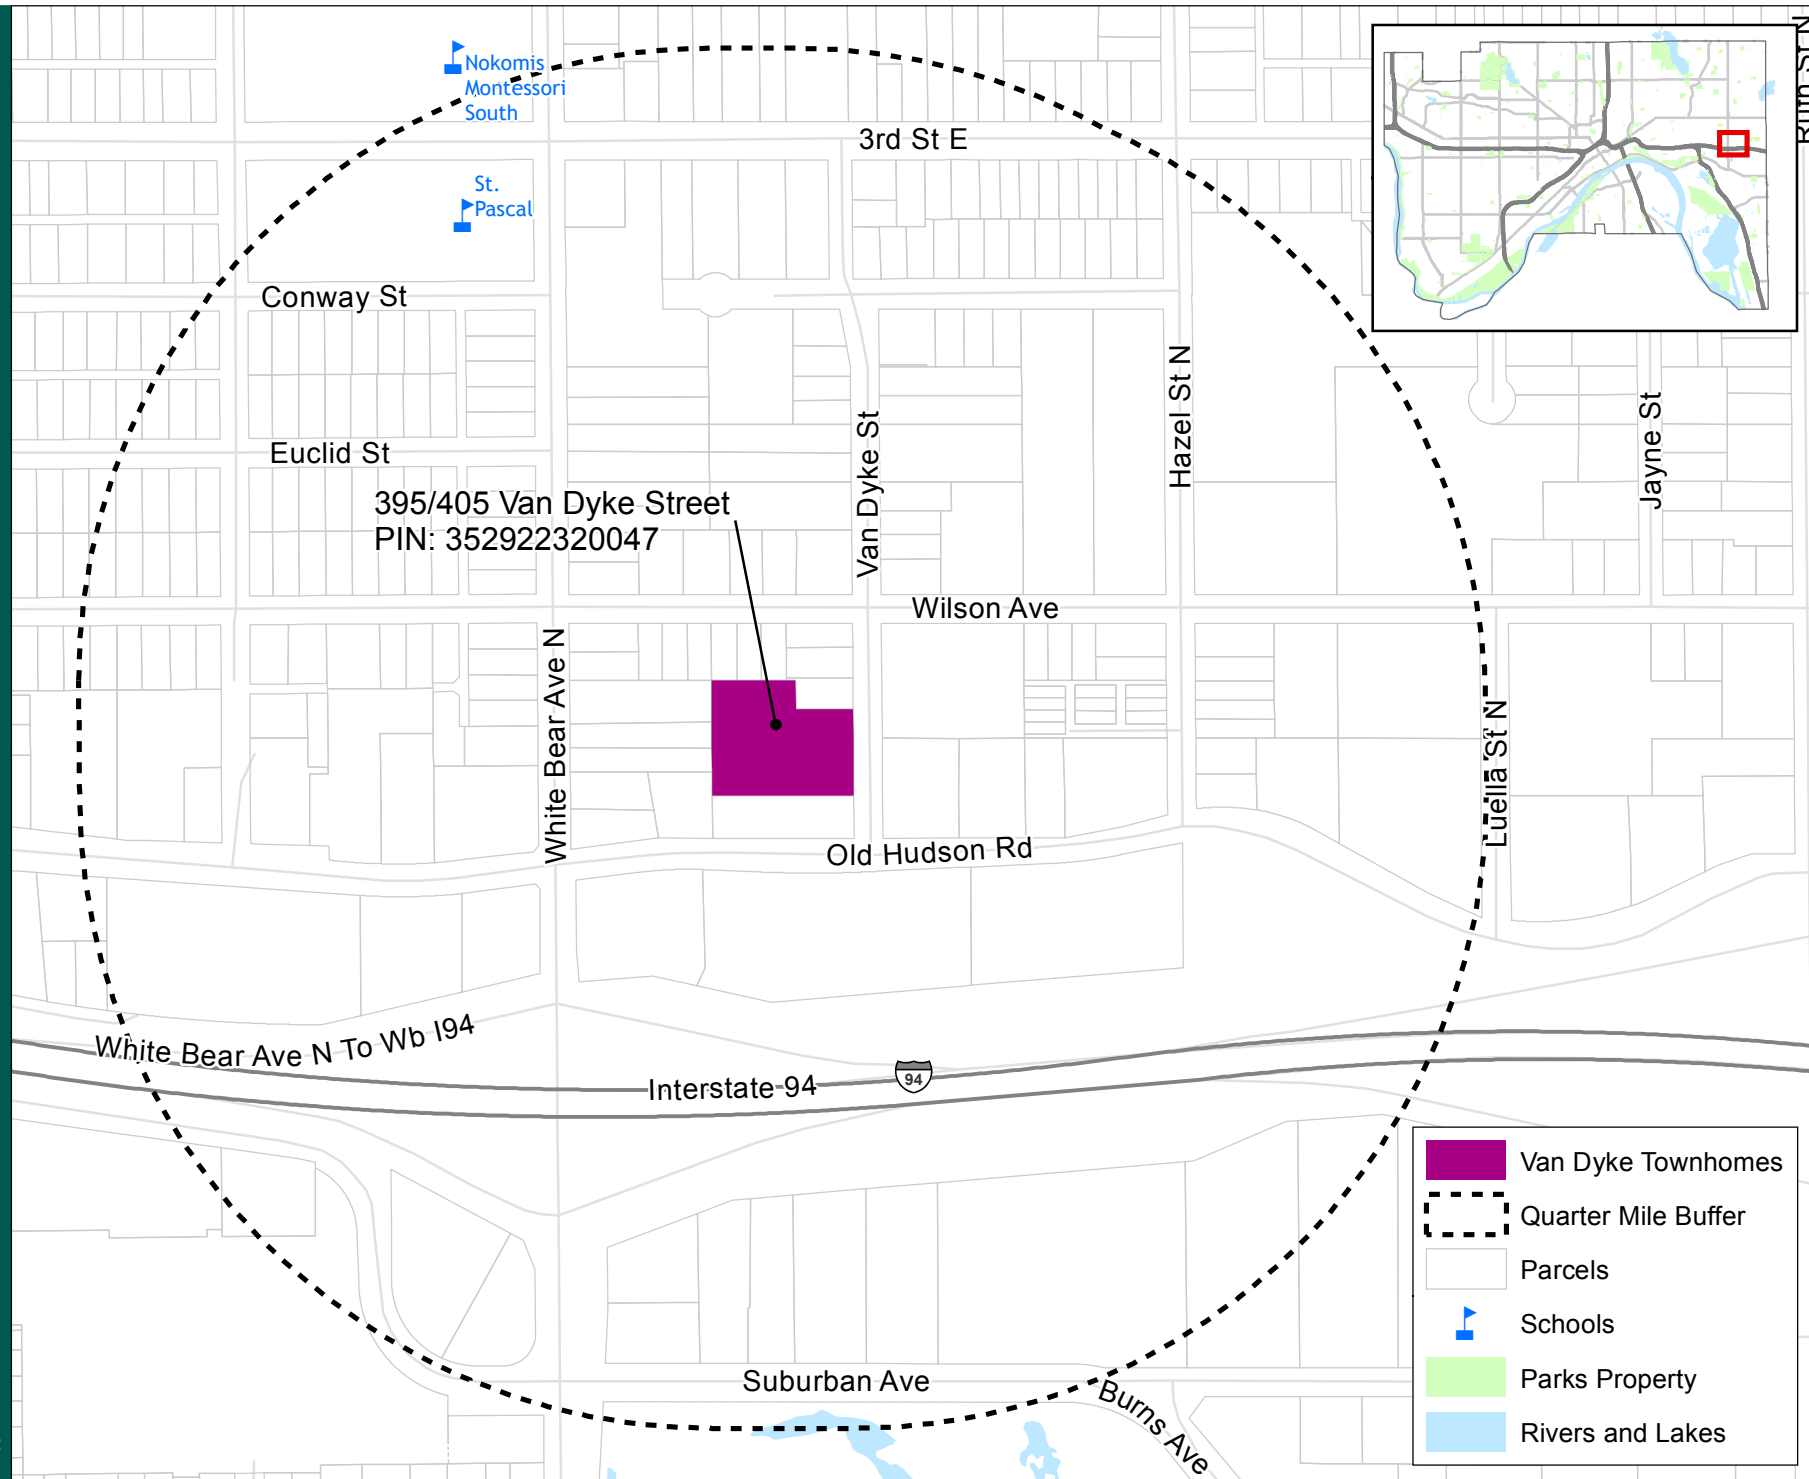 Nokomis
Montessori
South
Ruth St N
3rd St E
St.
Pascal
Conway St
Hazel St N
Jayne St
Van Dyke St
Euclid St
395/405 Van Dyke Street
PIN: 352922320047
Wilson Ave
White Bear Ave N
Luella St N
Old Hudson Rd
White Bear Ave N To Wb I94
Interstate 94
94
Van Dyke Townhomes
Quarter Mile Buffer
Parcels
Schools
Parks Property
Rivers and Lakes
Suburban Ave
Burns Ave